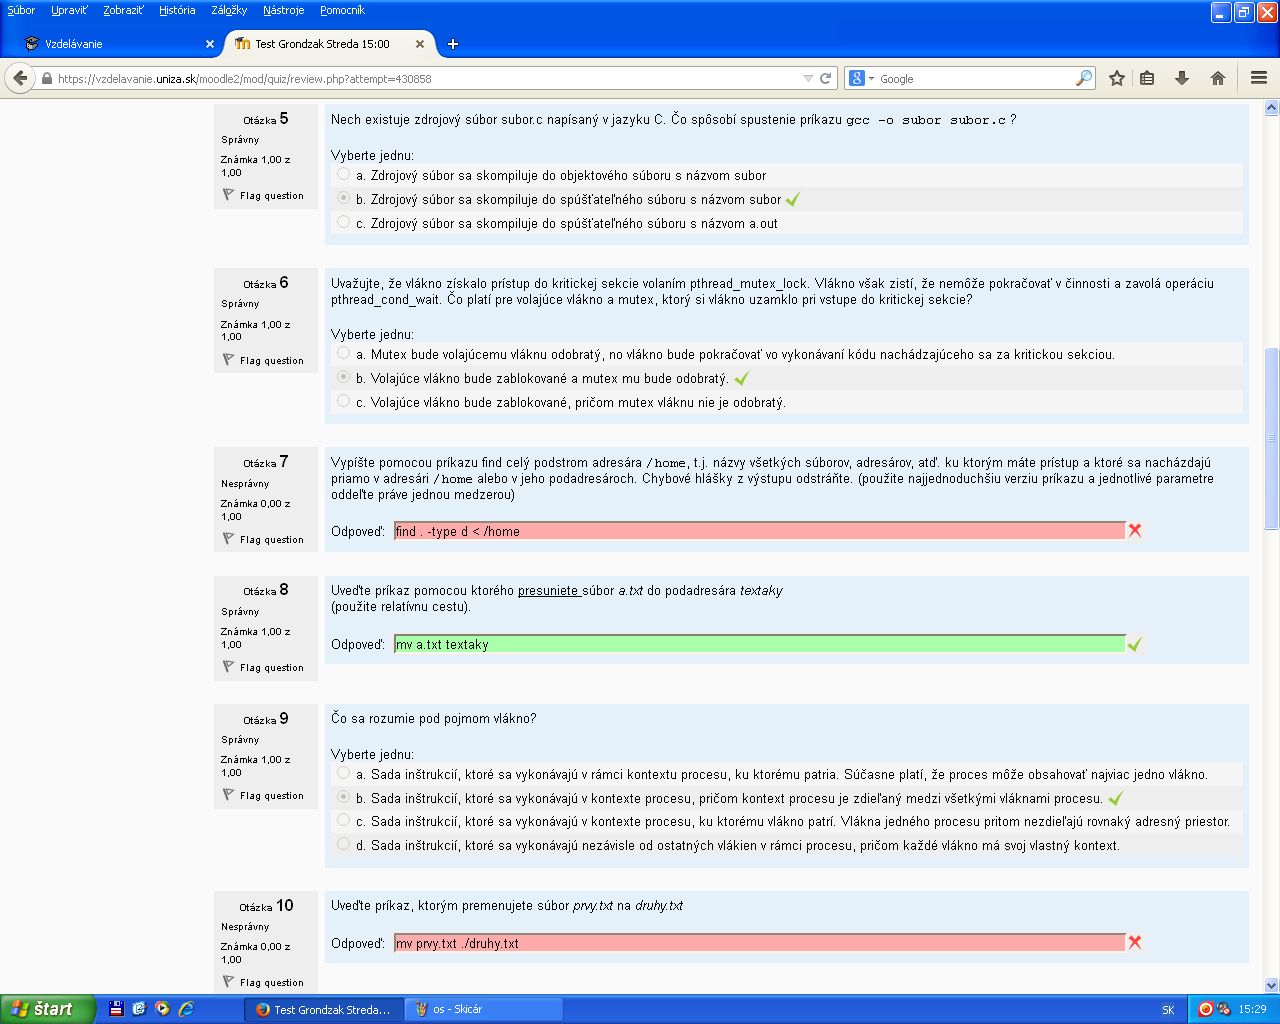 Súbor Upraviť Zobraziť História Záložky Nástroje Pomocník
Vzdelávanie Test Grondzak Streda 15:00
https://vzdelavanie.uniza.sk/moodle2/mod/quiz/review.php?attempt=430858 Google
Otázka 5
Správny
Známka 1,00 z
1,00
Flag question
Nech existuje zdrojový súbor subor.c napísaný v jazyku C. Čo spôsobí spustenie príkazu gcc -o subor subor.c ?
Vyberte jednu:
a. Zdrojový súbor sa skompiluje do objektového súboru s názvom subor
b. Zdrojový súbor sa skompiluje do spúšťateľného súboru s názvom subor
c. Zdrojový súbor sa skompiluje do spúšťateľného súboru s názvom a.out
Otázka 6
Správny
Známka 1,00 z
1,00
Flag question
Uvažujte, že vlákno získalo prístup do kritickej sekcie volaním pthread_mutex_lock. Vlákno však zistí, že nemôže pokračovať v činnosti a zavolá operáciu
pthread_cond_wait. Čo platí pre volajúce vlákno a mutex, ktorý si vlákno uzamklo pri vstupe do kritickej sekcie?
Vyberte jednu:
a. Mutex bude volajúcemu vláknu odobratý, no vlákno bude pokračovať vo vykonávaní kódu nachádzajúceho sa za kritickou sekciou.
b. Volajúce vlákno bude zablokované a mutex mu bude odobratý.
c. Volajúce vlákno bude zablokované, pričom mutex vláknu nie je odobratý.
Otázka 7
Nesprávny
Známka 0,00 z
1,00
Flag question
Vypíšte pomocou príkazu find celý podstrom adresára /home, t.j. názvy všetkých súborov, adresárov, atď. ku ktorým máte prístup a ktoré sa nachádzajú
priamo v adresári /home alebo v jeho podadresároch. Chybové hlášky z výstupu odstráňte. (použite najjednoduchšiu verziu príkazu a jednotlivé parametre
oddeľte práve jednou medzerou)
Odpoveď: find . -type d < /home
Otázka 8
Správny
Známka 1,00 z
1,00
Flag question
Uveďte príkaz pomocou ktorého presuniete súbor a.txt do podadresára textaky
(použite relatívnu cestu).
Odpoveď: mv a.txt textaky
Otázka 9
Správny
Známka 1,00 z
1,00
Flag question
Čo sa rozumie pod pojmom vlákno?
Vyberte jednu:
a. Sada inštrukcií, ktoré sa vykonávajú v rámci kontextu procesu, ku ktorému patria. Súčasne platí, že proces môže obsahovať najviac jedno vlákno.
b. Sada inštrukcií, ktoré sa vykonávajú v kontexte procesu, pričom kontext procesu je zdieľaný medzi všetkými vláknami procesu.
c. Sada inštrukcií, ktoré sa vykonávajú v kontexte procesu, ku ktorému vlákno patrí. Vlákna jedného procesu pritom nezdieľajú rovnaký adresný priestor.
d. Sada inštrukcií, ktoré sa vykonávajú nezávisle od ostatných vlákien v rámci procesu, pričom každé vlákno má svoj vlastný kontext.
Otázka 10
Nesprávny
Známka 0,00 z
1,00
Flag question
Uveďte príkaz, ktorým premenujete súbor prvy.txt na druhy.txt
Odpoveď: mv prvy.txt ./druhy.txt
štart Test Grondzak Streda... os - Skicár SK 15:29